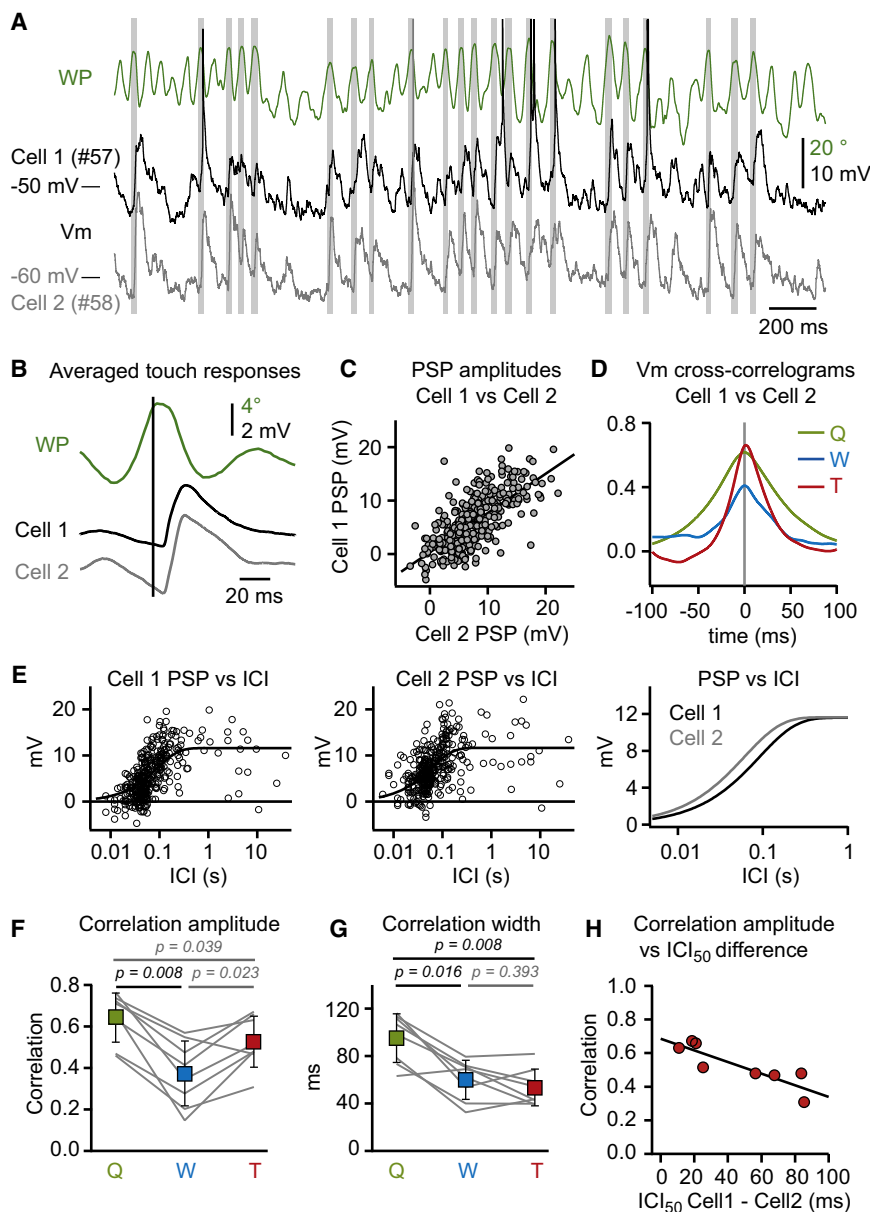 A
WP
Cell 1 (#57)
-50 mV
Vm
-60 mV
Cell 2 (#58)
20 °
10 mV
200 ms
B
Averaged touch responses
WP
4°
2 mV
Cell 1
Cell 2
20 ms
C
PSP amplitudes
Cell 1 vs Cell 2
Cell 1 PSP (mV)
20
10
0
0 10 20
Cell 2 PSP (mV)
D
Vm cross-correlograms
Cell 1 vs Cell 2
0.8
0.4
0.0
Q
W
T
-100 -50 0 50 100
time (ms)
E
Cell 1 PSP vs ICI
mV
20
10
0
0.01 0.1 1 10
ICI (s)
Cell 2 PSP vs ICI
mV
20
10
0
0.01 0.1 1 10
ICI (s)
PSP vs ICI
Cell 1
Cell 2
mV
12
8
4
0
0.01 0.1 1
ICI (s)
F
Correlation amplitude
p = 0.039
p = 0.008 p = 0.023
Correlation
0.8
0.6
0.4
0.2
0.0
Q W T
G
Correlation width
p = 0.008
p = 0.016 p = 0.393
ms
120
80
40
0
Q W T
H
Correlation amplitude
vs ICI50 difference
Correlation
1.0
0.8
0.6
0.4
0.2
0.0
0 20 40 60 80 100
ICI50 Cell1 - Cell2 (ms)